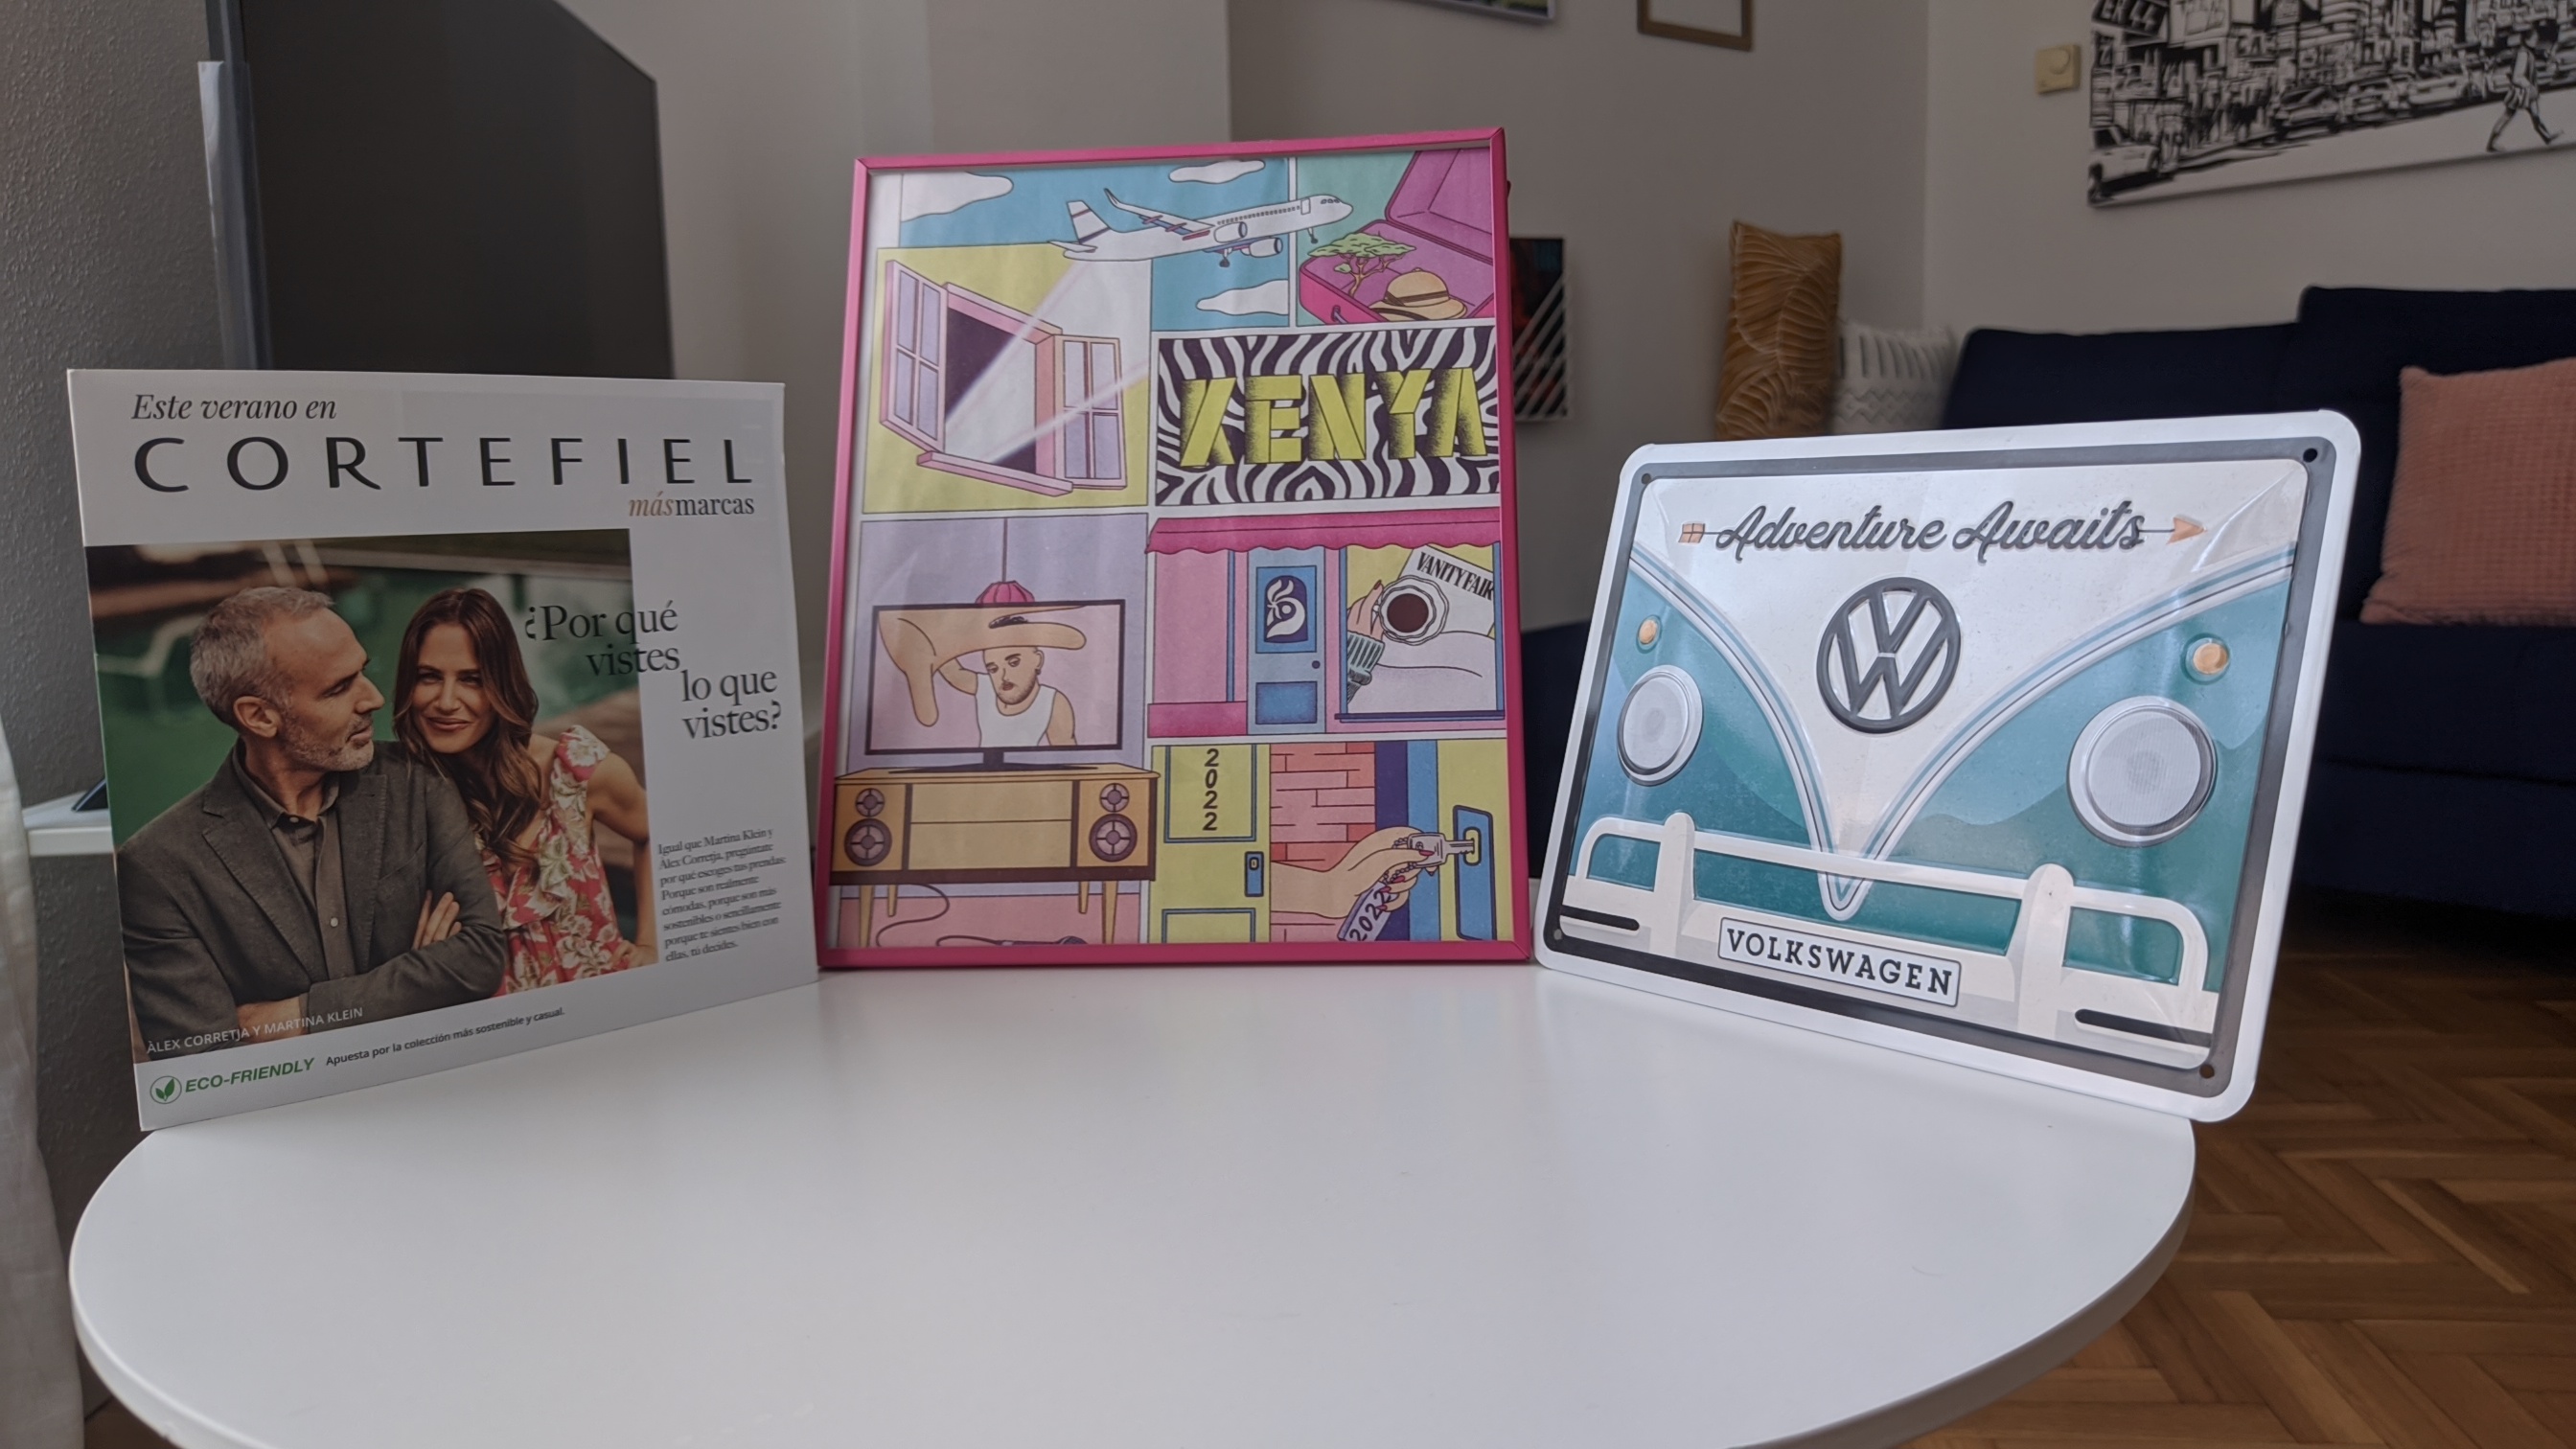 Este verano en
CORTEFIEL
másmarcas
¿Por qué
vistes
lo que
vistes?
Igual que Martina Klein y
Àlex Corretja, pregúntate
por qué escoges tus prendas:
Porque son realmente
cómodas, porque son más
sostenibles o sencillamente
porque te sientes bien con
ellas, tú decides.
ÀLEX CORRETJA Y MARTINA KLEIN
ECO-FRIENDLY Apuesta por la colección más sostenible y casual.
KENYA
VANITY FAIR
2022
2022
Adventure Awaits
VW
VOLKSWAGEN